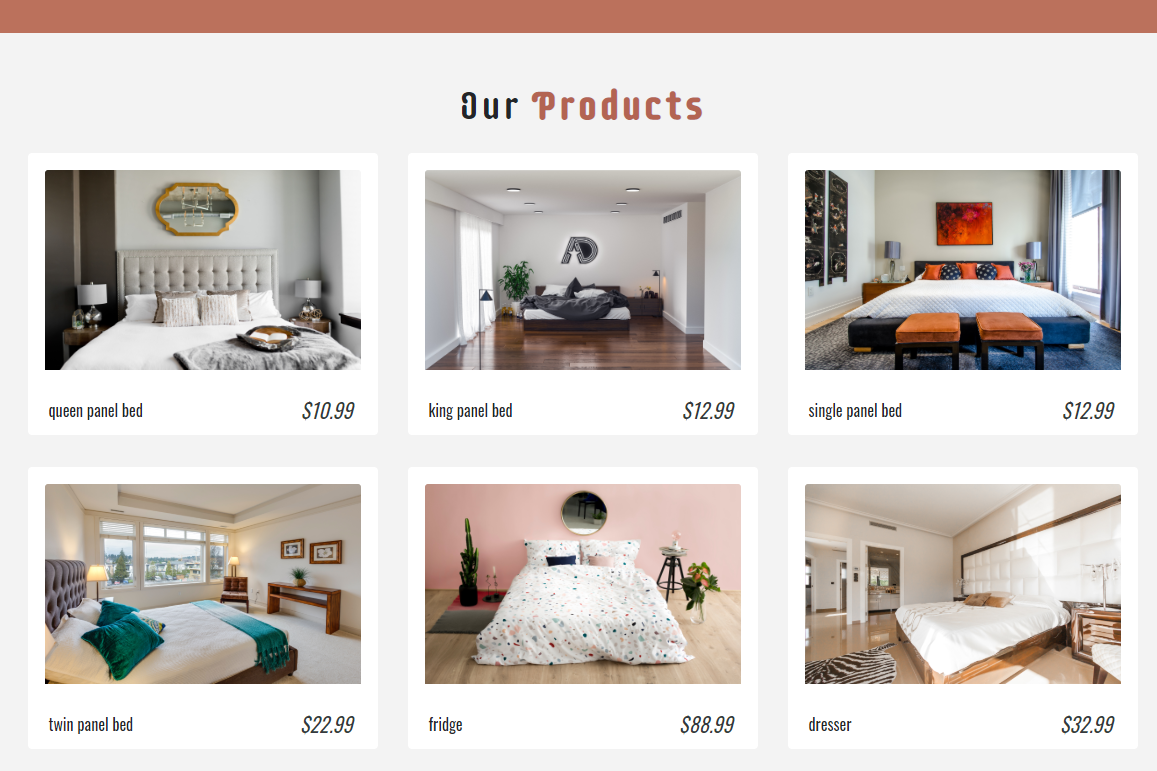 Our Products
queen panel bed $10.99
king panel bed $12.99
single panel bed $12.99
twin panel bed $22.99
fridge $88.99
dresser $32.99